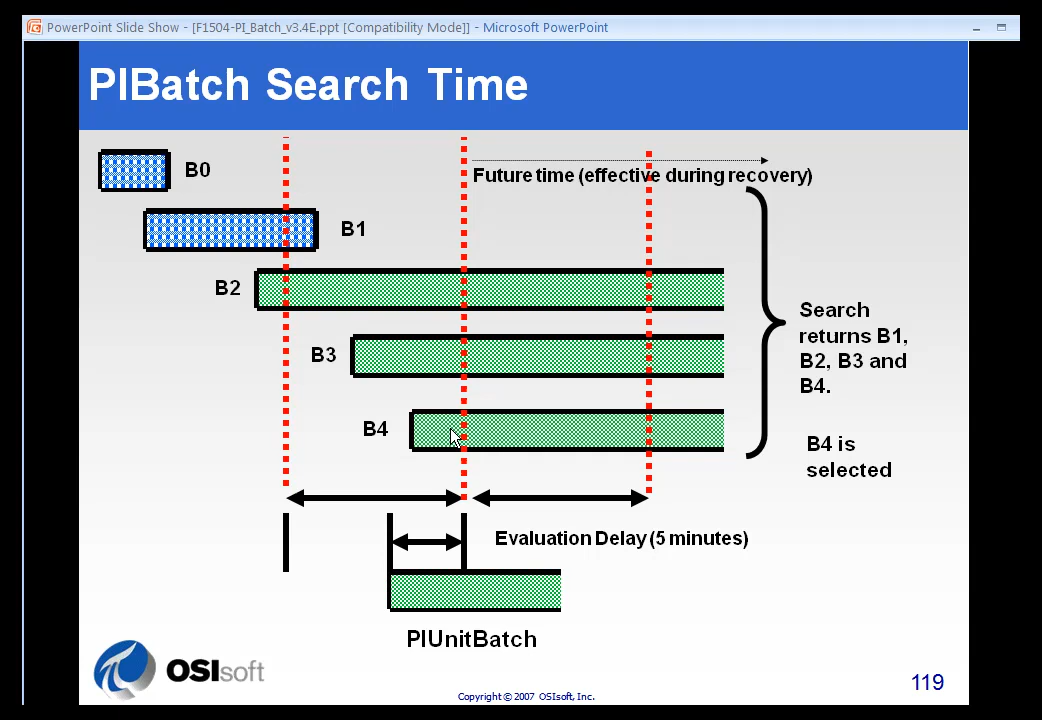 PowerPoint Slide Show - [F1504-PI_Batch_v3.4E.ppt [Compatibility Mode]] - Microsoft PowerPoint
PIBatch Search Time
B0
Future time (effective during recovery)
B1
B2
Search
returns B1,
B2, B3 and
B4.
B3
B4
B4 is
selected
Evaluation Delay (5 minutes)
PIUnitBatch
OSIsoft
Copyright © 2007 OSIsoft, Inc.
119